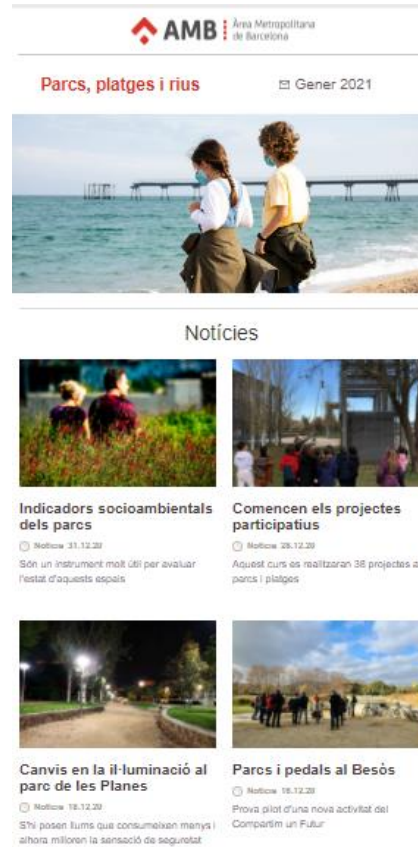 AMB Àrea Metropolitana
de Barcelona
Parcs, platges i rius
Gener 2021
Notícies
Indicadors socioambientals
dels parcs
Notícia 31.12.20
Són un instrument molt útil per avaluar
l'estat d'aquests espais
Comencen els projectes
participatius
Notícia 28.12.20
Aquest curs es realitzaran 38 projectes a
parcs i platges
Canvis en la il·luminació al
parc de les Planes
Notícia 18.12.20
S'hi posen llums que consumeixen menys i
alhora milloren la sensació de seguretat
Parcs i pedals al Besòs
Notícia 16.12.20
Prova pilot d'una nova activitat del
Compartim un Futur